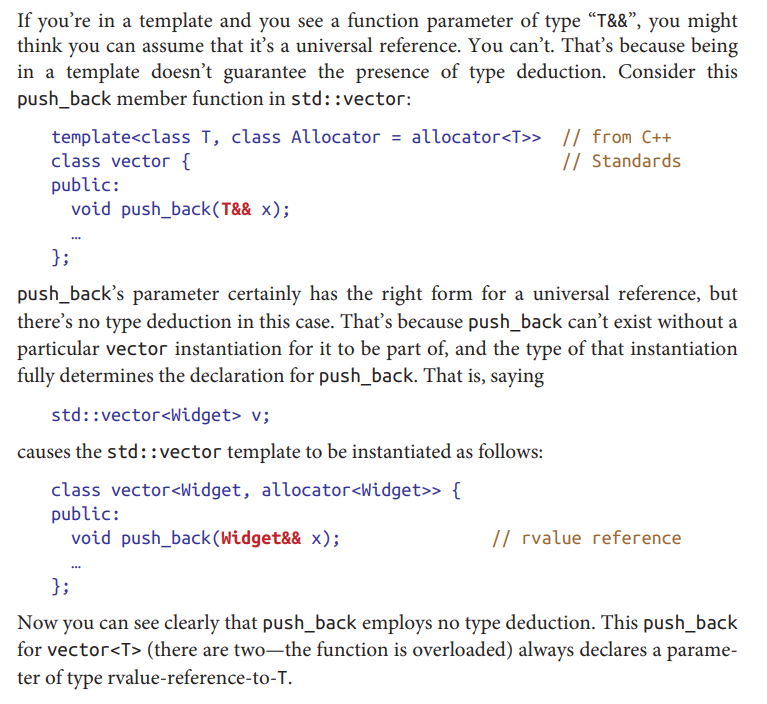 If you’re in a template and you see a function parameter of type “T&&”, you might
think you can assume that it’s a universal reference. You can’t. That’s because being
in a template doesn’t guarantee the presence of type deduction. Consider this
push_back member function in std::vector:
template<class T, class Allocator = allocator<T>> // from C++
class vector { // Standards
public:
void push_back(T&& x);
…
};
push_back’s parameter certainly has the right form for a universal reference, but
there’s no type deduction in this case. That’s because push_back can’t exist without a
particular vector instantiation for it to be part of, and the type of that instantiation
fully determines the declaration for push_back. That is, saying
std::vector<Widget> v;
causes the std::vector template to be instantiated as follows:
class vector<Widget, allocator<Widget>> {
public:
void push_back(Widget&& x); // rvalue reference
…
};
Now you can see clearly that push_back employs no type deduction. This push_back
for vector<T> (there are two—the function is overloaded) always declares a parame-
ter of type rvalue-reference-to-T.